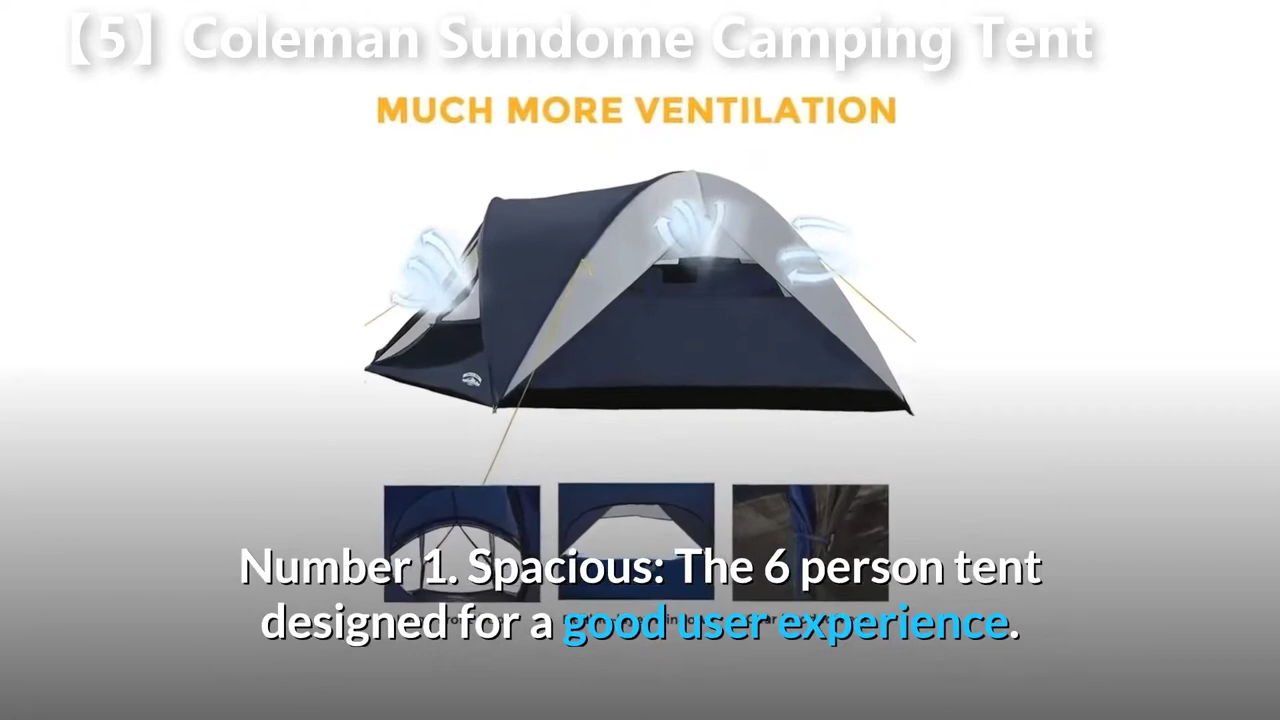 【5】Coleman Sundome Camping Tent
MUCH MORE VENTILATION
Number 1. Spacious: The 6 person tent
designed for a good user experience.